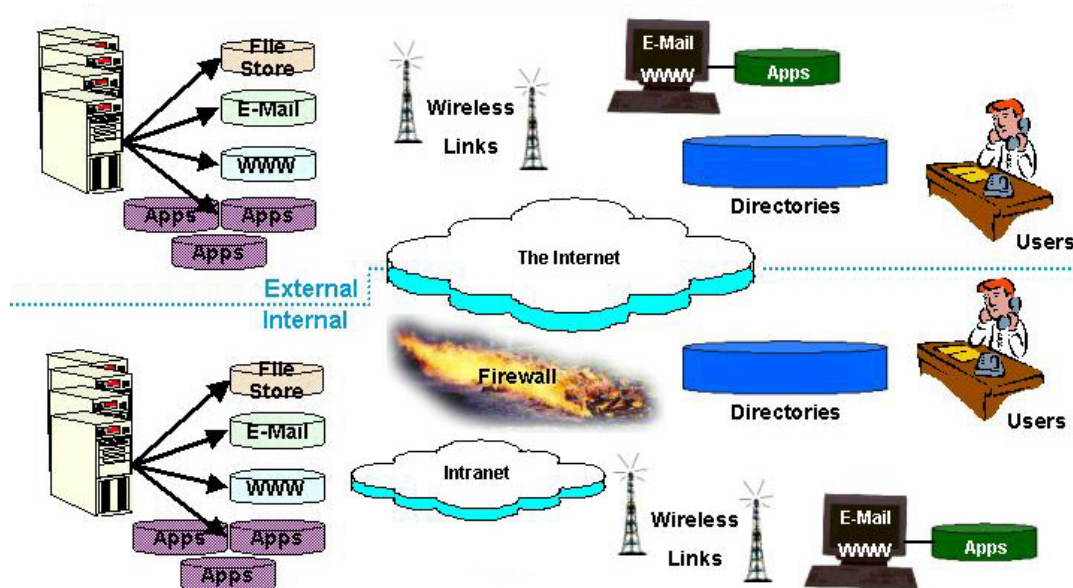 File
Store
E-Mail
WWW
Apps
Apps
Apps
Wireless
Links
E-Mail
WWW
Apps
Directories
Users
The Internet
External
Internal
Firewall
File
Store
E-Mail
WWW
Apps
Apps
Apps
Intranet
Directories
Users
Wireless
Links
E-Mail
WWW
Apps